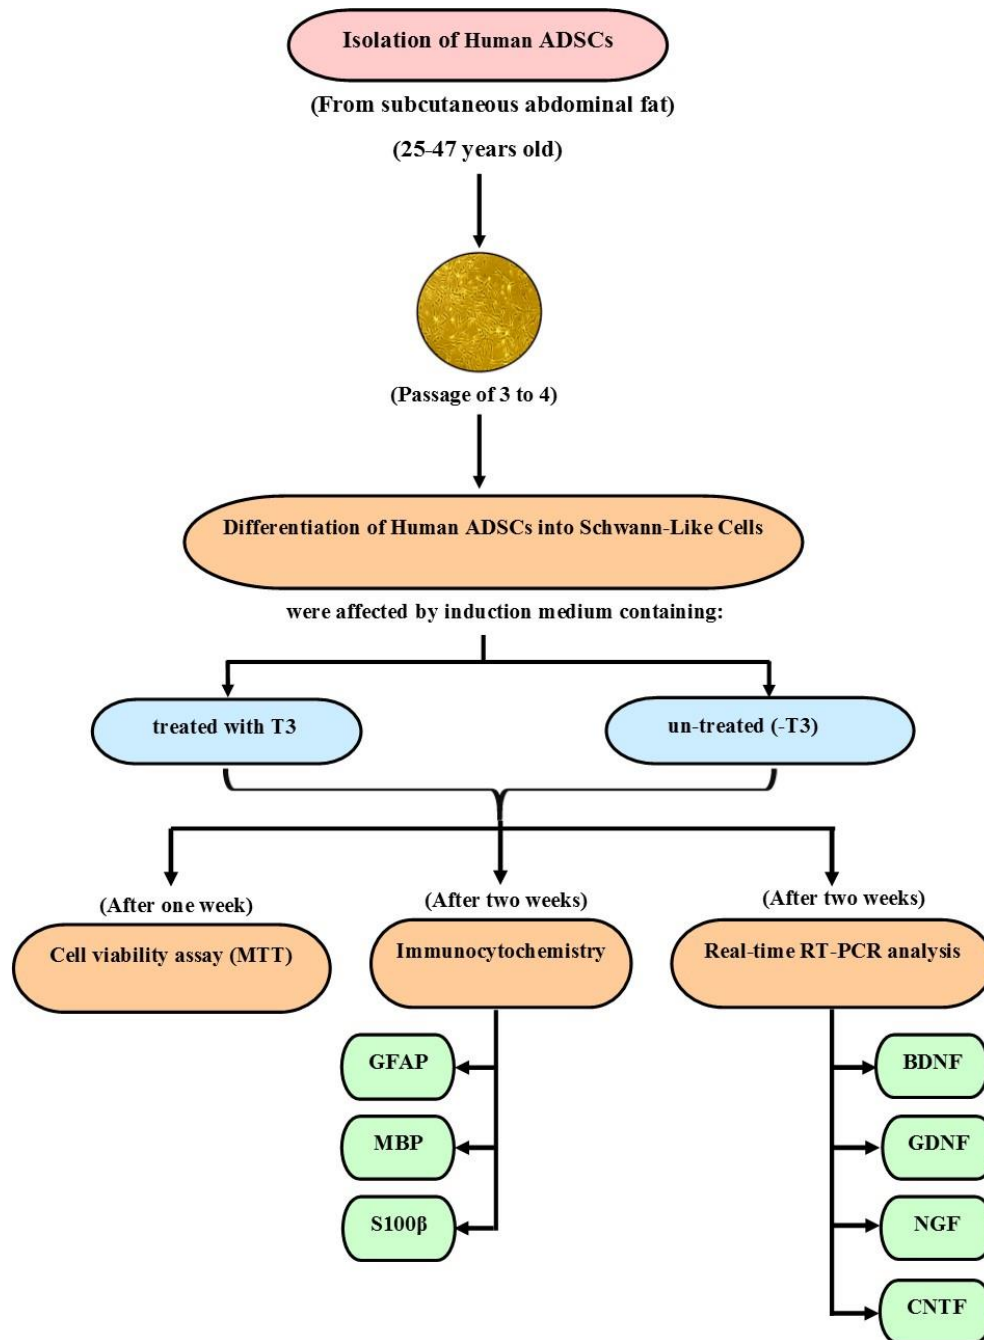 Isolation of Human ADSCs
(From subcutaneous abdominal fat)
(25-47 years old)
(Passage of 3 to 4)
Differentiation of Human ADSCs into Schwann-Like Cells
were affected by induction medium containing:
treated with T3
un-treated (-T3)
(After one week)
Cell viability assay (MTT)
(After two weeks)
Immunocytochemistry
GFAP
MBP
S100β
(After two weeks)
Real-time RT-PCR analysis
BDNF
GDNF
NGF
CNTF